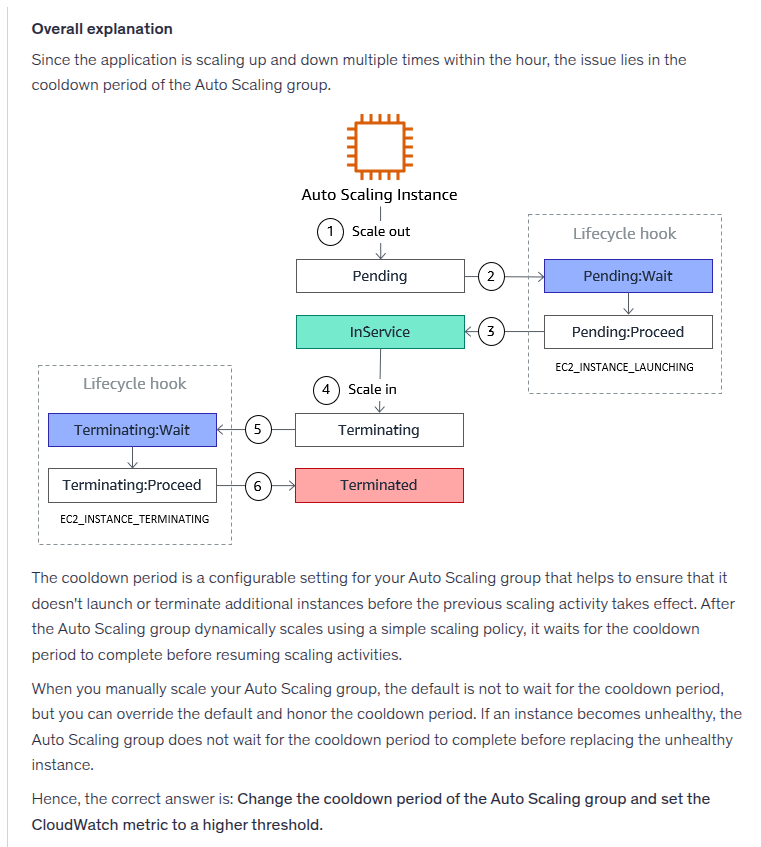 Overall explanation
Since the application is scaling up and down multiple times within the hour, the issue lies in the
cooldown period of the Auto Scaling group.
Auto Scaling Instance
1 Scale out
Lifecycle hook
Pending
2
Pending:Wait
InService
3
Pending:Proceed
EC2_INSTANCE_LAUNCHING
Lifecycle hook
4 Scale in
Terminating:Wait
5
Terminating
Terminating:Proceed
6
Terminated
EC2_INSTANCE_TERMINATING
The cooldown period is a configurable setting for your Auto Scaling group that helps to ensure that it
doesn't launch or terminate additional instances before the previous scaling activity takes effect. After
the Auto Scaling group dynamically scales using a simple scaling policy, it waits for the cooldown
period to complete before resuming scaling activities.
When you manually scale your Auto Scaling group, the default is not to wait for the cooldown period,
but you can override the default and honor the cooldown period. If an instance becomes unhealthy, the
Auto Scaling group does not wait for the cooldown period to complete before replacing the unhealthy
instance.
Hence, the correct answer is: Change the cooldown period of the Auto Scaling group and set the
CloudWatch metric to a higher threshold.